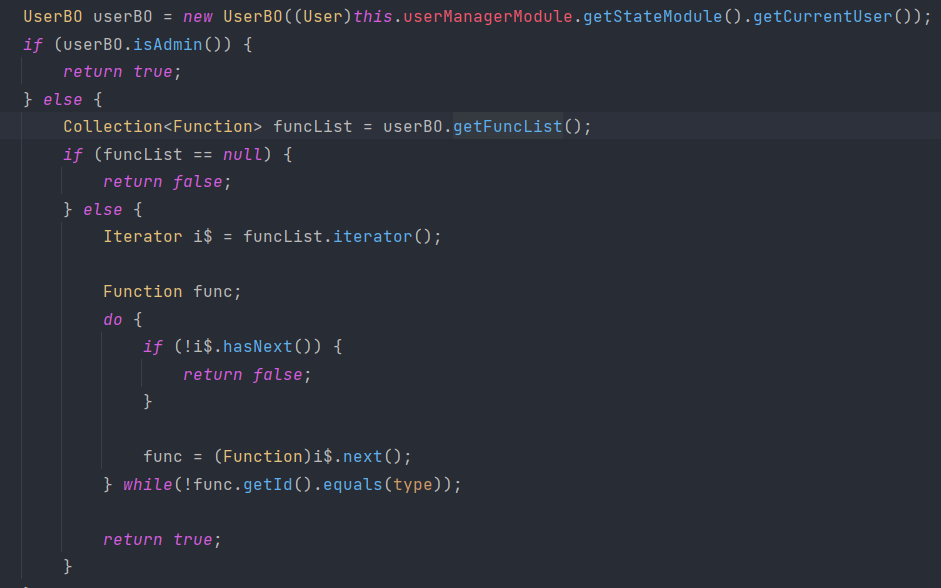 UserBO userBO = new UserBO((User)this.userManagerModule.getStateModule().getCurrentUser());
if (userBO.isAdmin()) {
    return true;
} else {
    Collection<Function> funcList = userBO.getFuncList();
    if (funcList == null) {
        return false;
    } else {
        Iterator i$ = funcList.iterator();

        Function func;
        do {
            if (!i$.hasNext()) {
                return false;
            }

            func = (Function)i$.next();
        } while(!func.getId().equals(type));

        return true;
    }